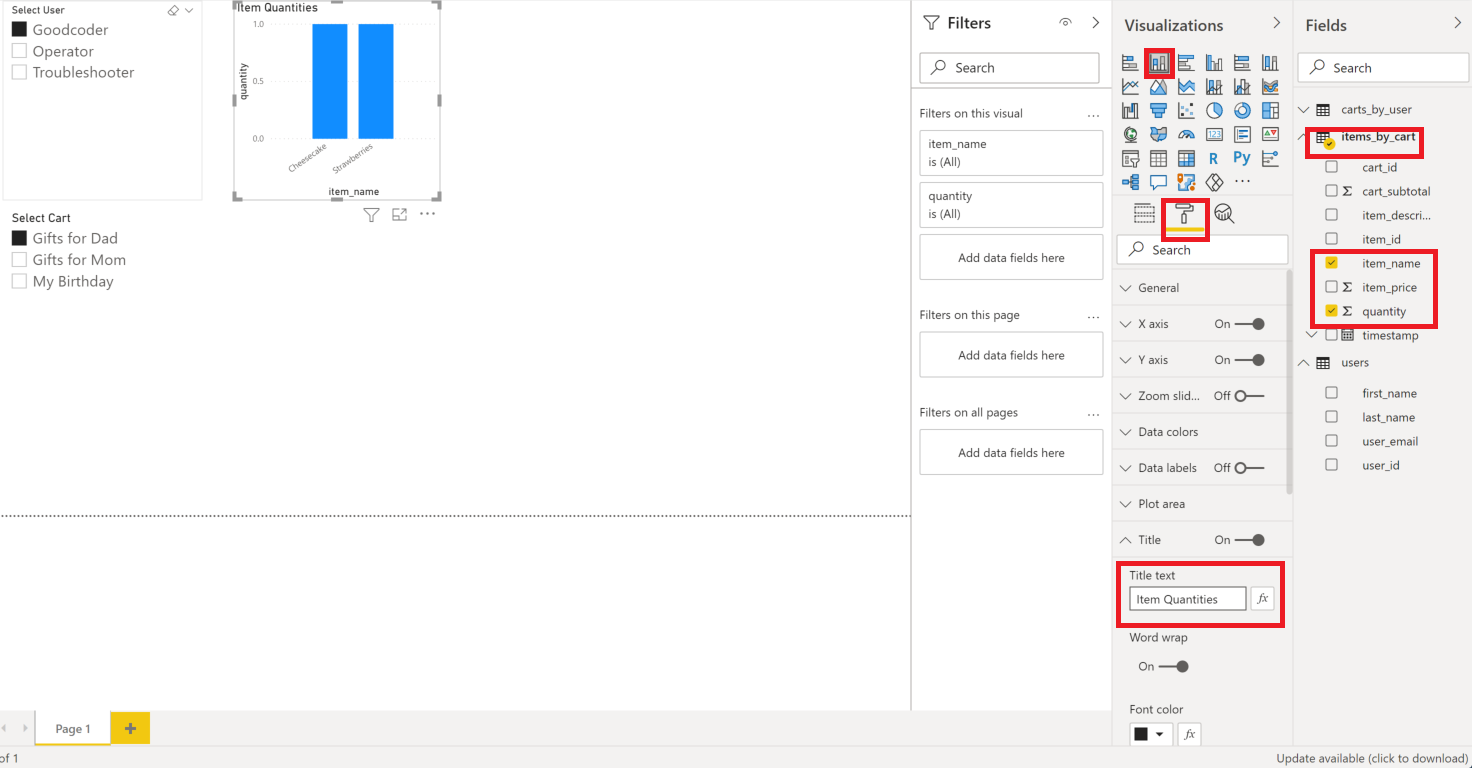 Select User
Goodcoder
Operator
Troubleshooter
Item Quantities
1.0
0.5
0.0
quantity
Cheesecake
Strawberries
item_name
Select Cart
Gifts for Dad
Gifts for Mom
My Birthday
Filters
Search
Filters on this visual
...
item_name
is (All)
quantity
is (All)
Add data fields here
Filters on this page
...
Add data fields here
Filters on all pages
...
Add data fields here
Visualizations
123
R
Py
...
Search
General
X axis On
Y axis On
Zoom slid... Off
Data colors
Data labels Off
Plot area
Title On
Title text
Item Quantities
fx
Word wrap
On
Font color
fx
Fields
Search
carts_by_user
items_by_cart
cart_id
Σ cart_subtotal
item_descri...
item_id
item_name
Σ item_price
Σ quantity
timestamp
users
first_name
last_name
user_email
user_id
Page 1
+
of 1
Update available (click to download)